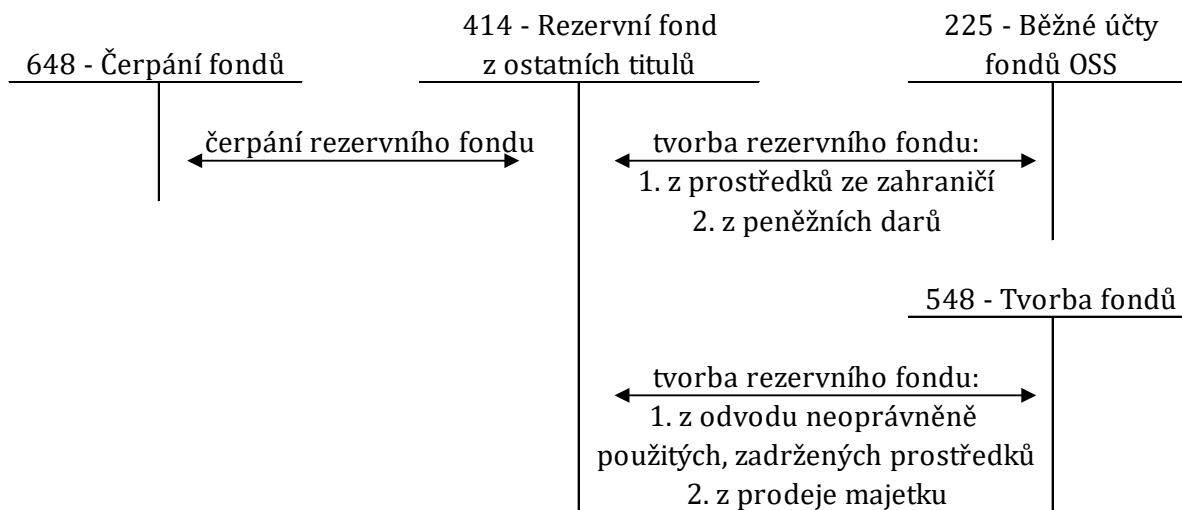 648 - Čerpání fondů
414 - Rezervní fond
z ostatních titulů
225 - Běžné účty
fondů OSS
čerpání rezervního fondu
tvorba rezervního fondu:
1. z prostředků ze zahraničí
2. z peněžních darů
548 - Tvorba fondů
tvorba rezervního fondu:
1. z odvodu neoprávněně
použitých, zadržených prostředků
2. z prodeje majetku